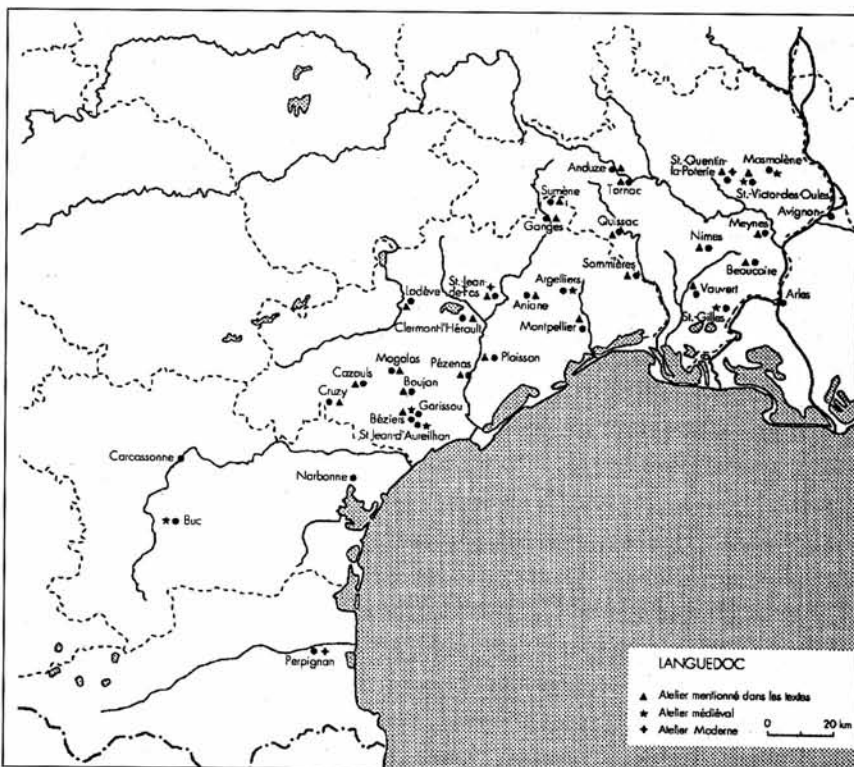 Anduze
Tornac
St.-Quentin-
la-Poterie
Masmolène
St.-Victor-des-Oules
Avignon
Sumène
Ganges
Quissac
Meynes
Nîmes
Sommières
Beaucaire
St.-Jean-
de-Fos
Argelliers
Vauvert
Arles
Lodève
Aniane
St.-Gilles
Clermont-l'Hérault
Montpellier
Magalas
Pézenas
Plaissan
Cazouls
Boujan
Cruzy
Garissou
Béziers
St Jean-d'Aureilhan
Carcassonne
Narbonne
Buc
Perpignan
LANGUEDOC
▲ Atelier mentionné dans les textes
★ Atelier médiéval
✚ Atelier Moderne
0 20 km